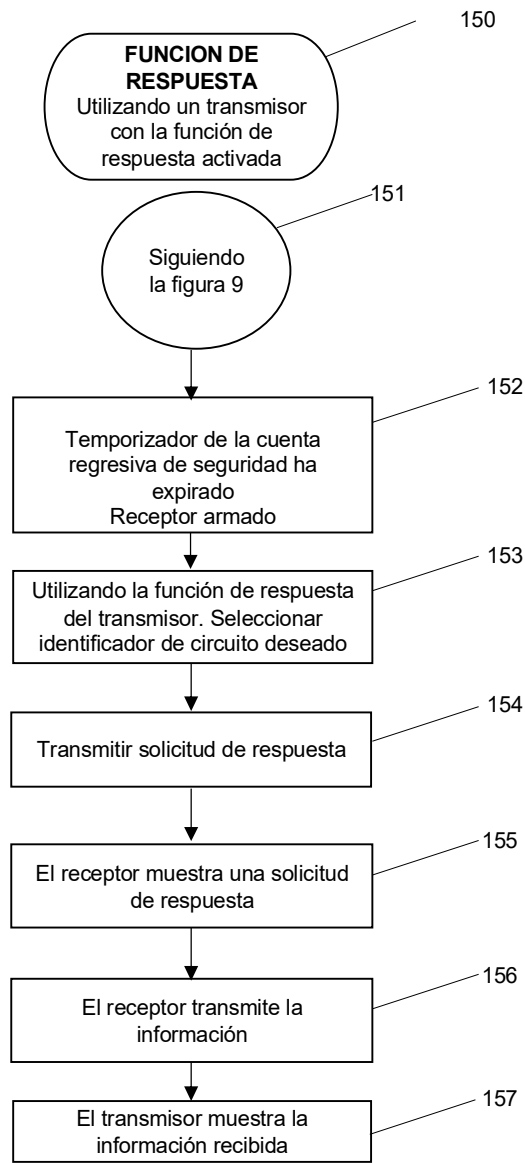 150
FUNCION DE
RESPUESTA
Utilizando un transmisor
con la función de
respuesta activada
151
Siguiendo
la figura 9
152
Temporizador de la cuenta
regresiva de seguridad ha
expirado
Receptor armado
153
Utilizando la función de respuesta
del transmisor. Seleccionar
identificador de circuito deseado
154
Transmitir solicitud de respuesta
155
El receptor muestra una solicitud
de respuesta
156
El receptor transmite la
información
157
El transmisor muestra la
información recibida